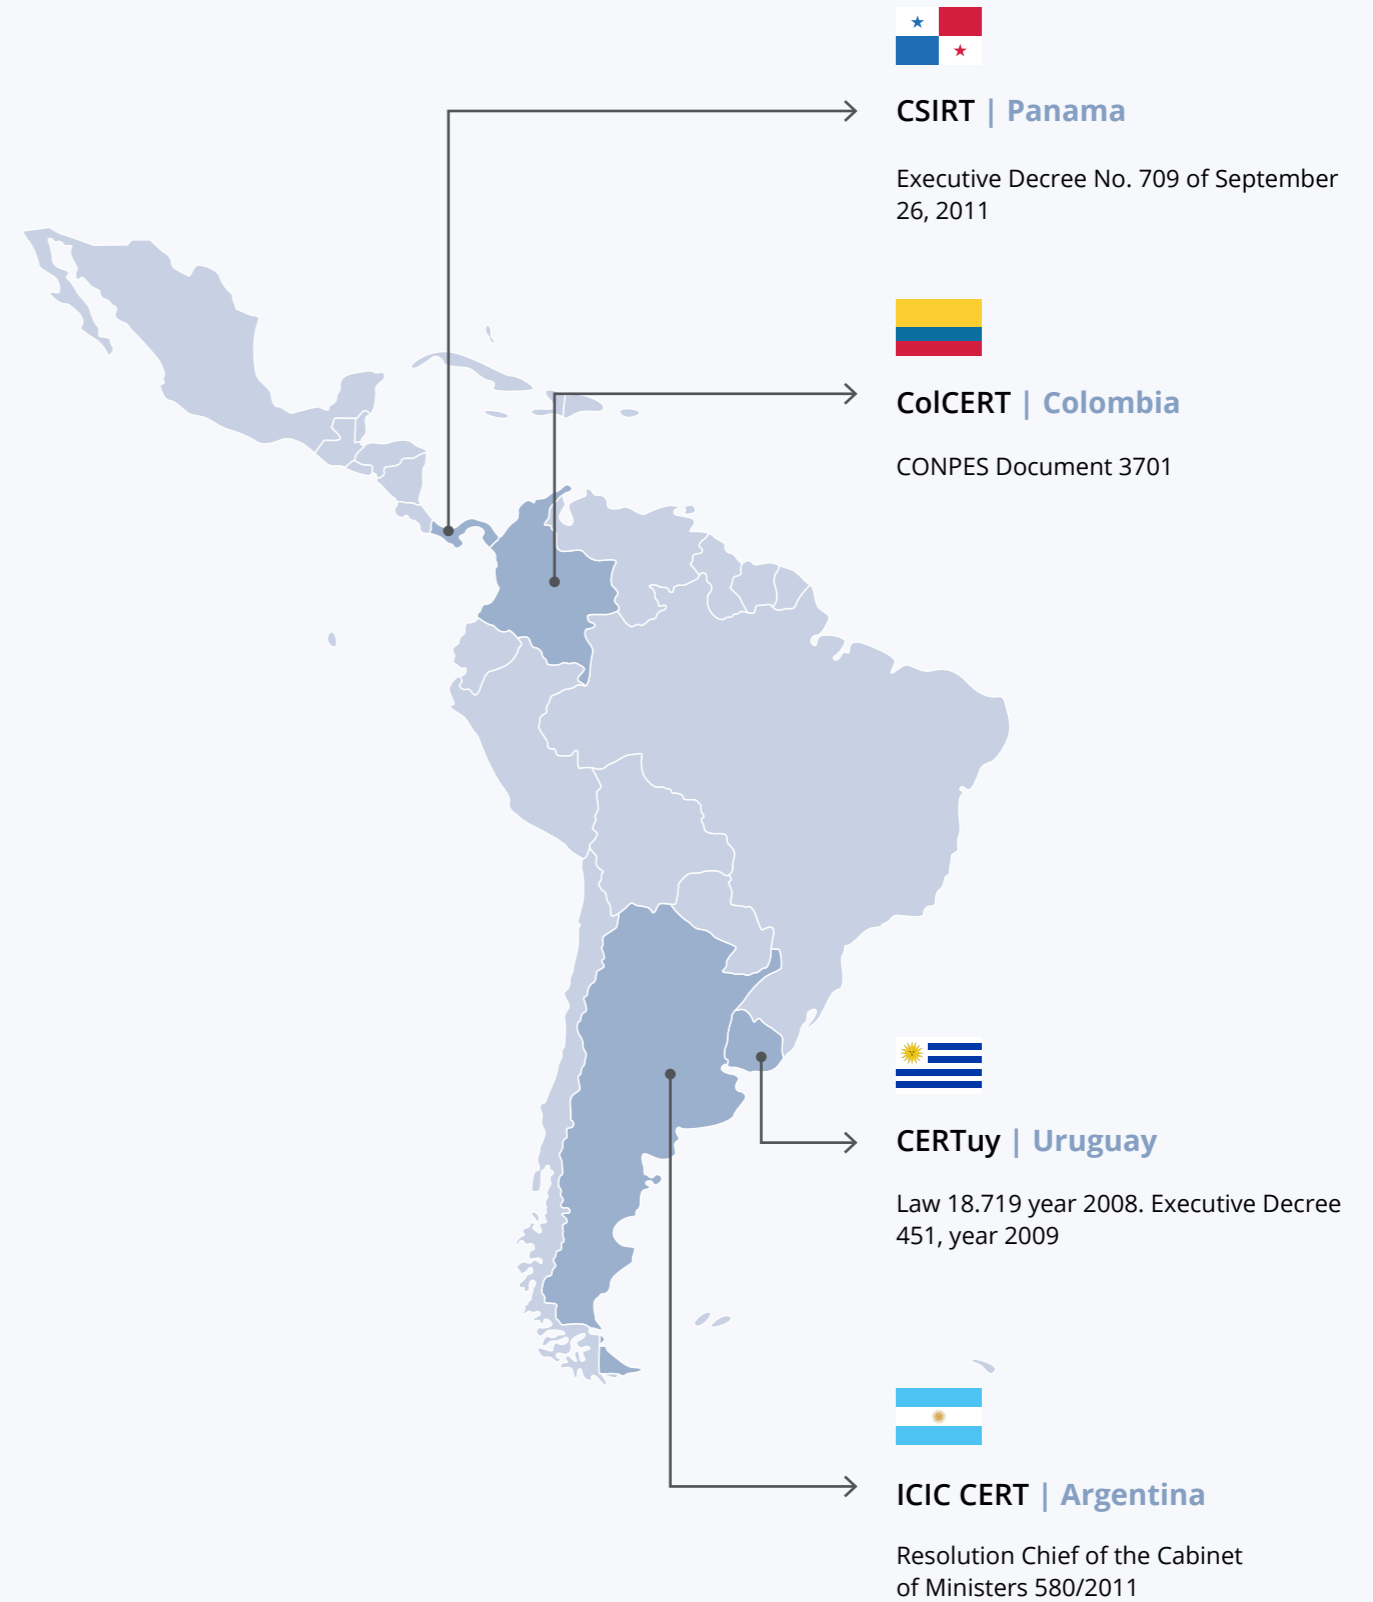 CSIRT | Panama
Executive Decree No. 709 of September
26, 2011
ColCERT | Colombia
CONPES Document 3701
CERTuy | Uruguay
Law 18.719 year 2008. Executive Decree
451, year 2009
ICIC CERT | Argentina
Resolution Chief of the Cabinet
of Ministers 580/2011